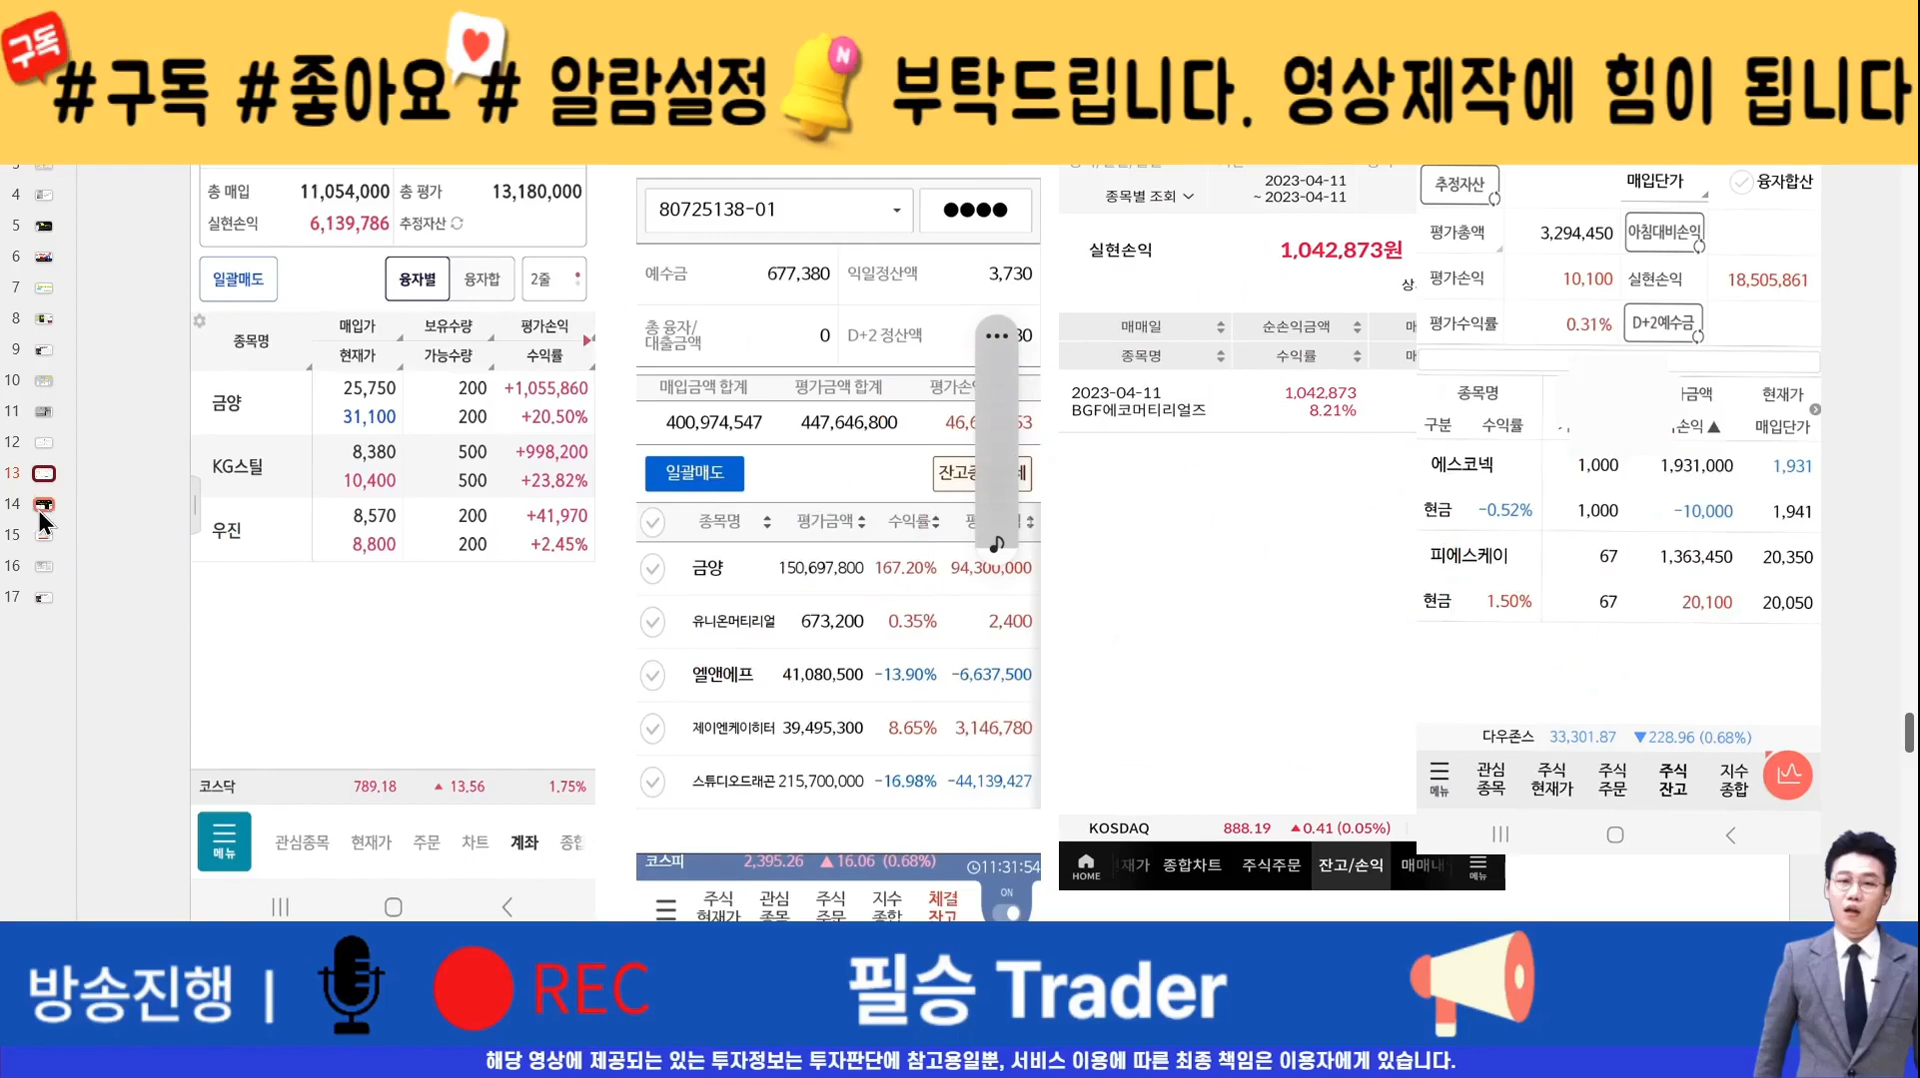 구독
N
#구독 #좋아요 # 알람설정 부탁드립니다. 영상제작에 힘이 됩니다
4
5
6
7
8
9
10
11
12
13
14
15
16
17
총 매입 11,054,000 총 평가 13,180,000
실현손익 6,139,786 추정자산
일괄매도 융자별 융자합 2줄
종목명 매입가 보유수량 평가손익
현재가 가능수량 수익률
금양 25,750 200 +1,055,860
31,100 200 +20.50%
KG스틸 8,380 500 +998,200
10,400 500 +23.82%
우진 8,570 200 +41,970
8,800 200 +2.45%
코스닥 789.18 ▲ 13.56 1.75%
메뉴 관심종목 현재가 주문 차트 계좌
80725138-01 ●●●●
예수금 677,380 익일정산액 3,730
총 융자/
대출금액 0 D+2 정산액
매입금액 합계 평가금액 합계
400,974,547 447,646,800
일괄매도
종목명 평가금액 수익률
금양 150,697,800 167.20% 94,300,000
유니온머티리얼 673,200 0.35% 2,400
엘앤에프 41,080,500 -13.90% -6,637,500
제이엔케이히터 39,495,300 8.65% 3,146,780
스튜디오드래곤 215,700,000 -16.98% -44,139,427
코스피 2,395.26 ▲ 16.06 (0.68%) 11:31:54
주식
현재가
관심
종목
주식
주문
지수
종합
체결
잔고
ON
종목별 조회 2023-04-11
~ 2023-04-11
실현손익 1,042,873원
매매일 순손익금액
종목명 수익률
2023-04-11 1,042,873
BGF에코머티리얼즈 8.21%
KOSDAQ 888.19 ▲0.41 (0.05%)
HOME 종합차트 주식주문 잔고/손익 메뉴
추정자산 매입단가 융자합산
평가총액 3,294,450 아침대비손익
평가손익 10,100 실현손익 18,505,861
평가수익률 0.31% D+2예수금
종목명 현재가
구분 수익률 매입단가
에스코넥 1,000 1,931,000 1,931
현금 -0.52% 1,000 -10,000 1,941
피에스케이 67 1,363,450 20,350
현금 1.50% 67 20,100 20,050
다우존스 33,301.87 ▼228.96 (0.68%)
메뉴
관심
종목
주식
현재가
주식
주문
주식
잔고
지수
종합
방송진행 | REC 필승 Trader
해당 영상에 제공되는 있는 투자정보는 투자판단에 참고용일뿐, 서비스 이용에 따른 최종 책임은 이용자에게 있습니다.